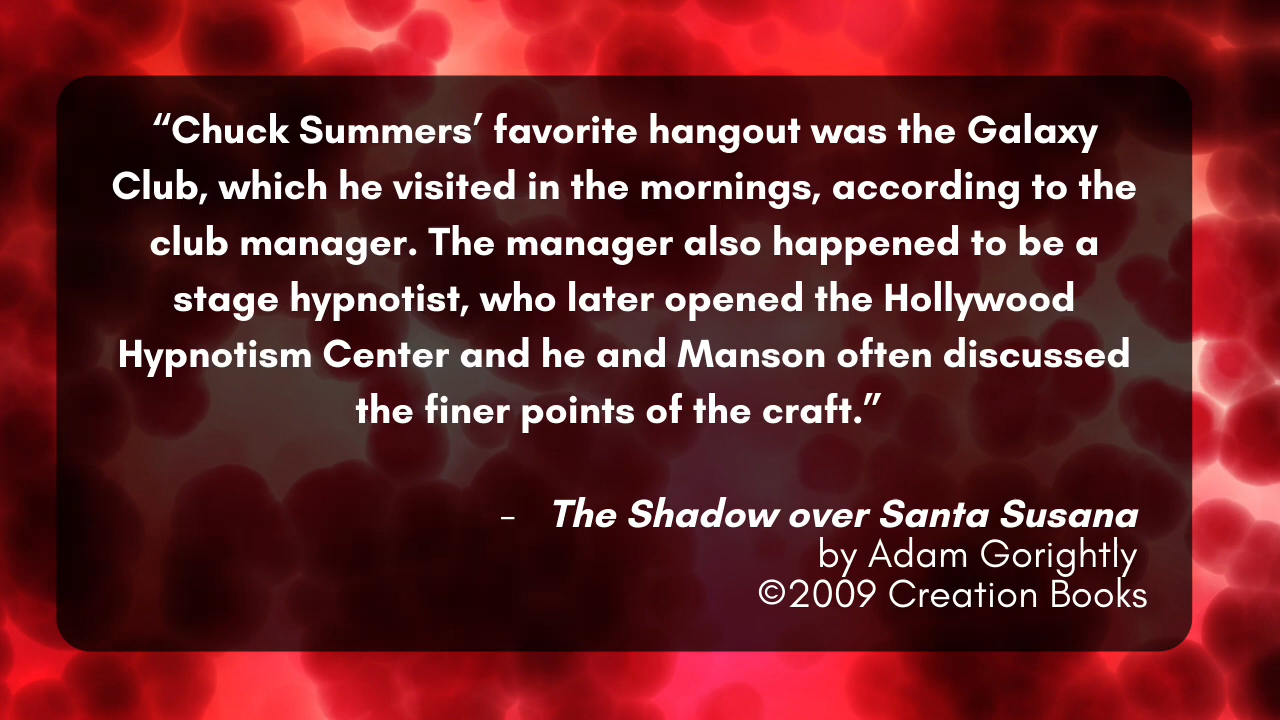 “Chuck Summers’ favorite hangout was the Galaxy
Club, which he visited in the mornings, according to the
club manager. The manager also happened to be a
stage hypnotist, who later opened the Hollywood
Hypnotism Center and he and Manson often discussed
the finer points of the craft.”
- The Shadow over Santa Susana
by Adam Gorightly
©2009 Creation Books